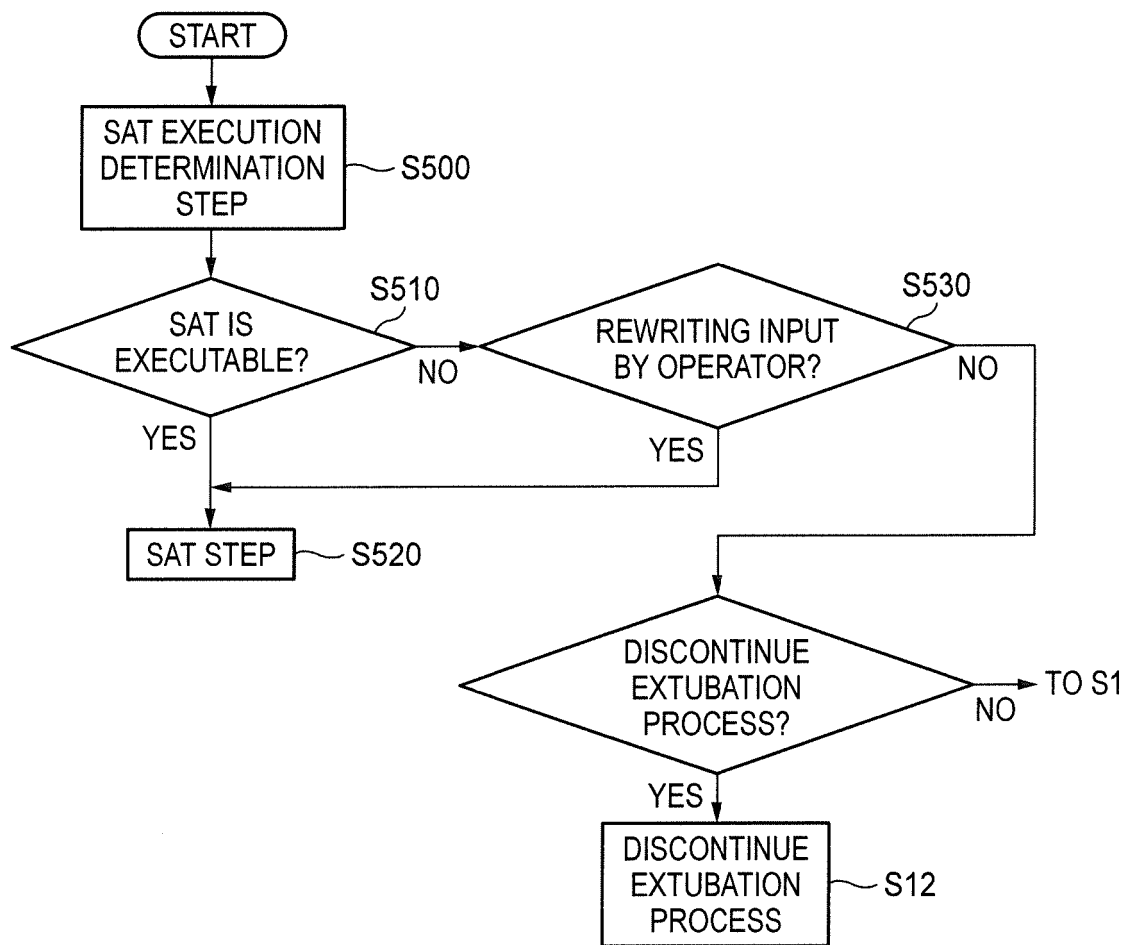 START
SAT EXECUTION
DETERMINATION
STEP
S500
SAT IS
EXECUTABLE?
S510
NO
YES
REWRITING INPUT
BY OPERATOR?
S530
NO
YES
SAT STEP
S520
DISCONTINUE
EXTUBATION
PROCESS?
NO
TO S1
YES
DISCONTINUE
EXTUBATION
PROCESS
S12